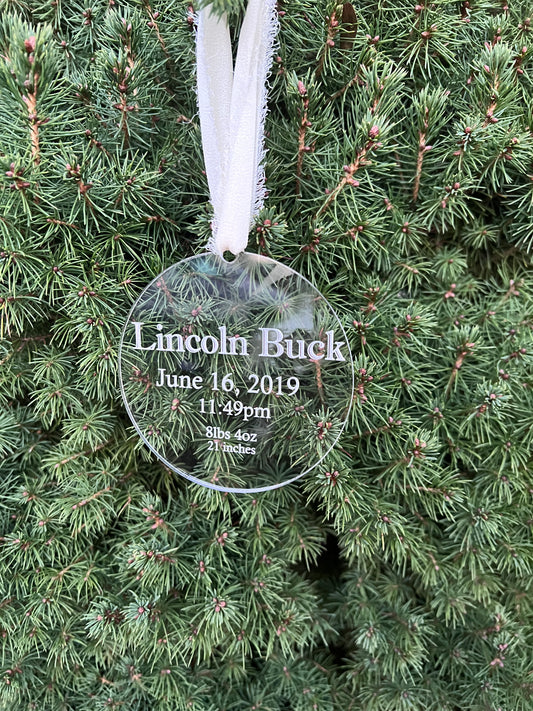 Lincoln Buck
June 16, 2019
11:49pm
8lbs 4oz
21 inches